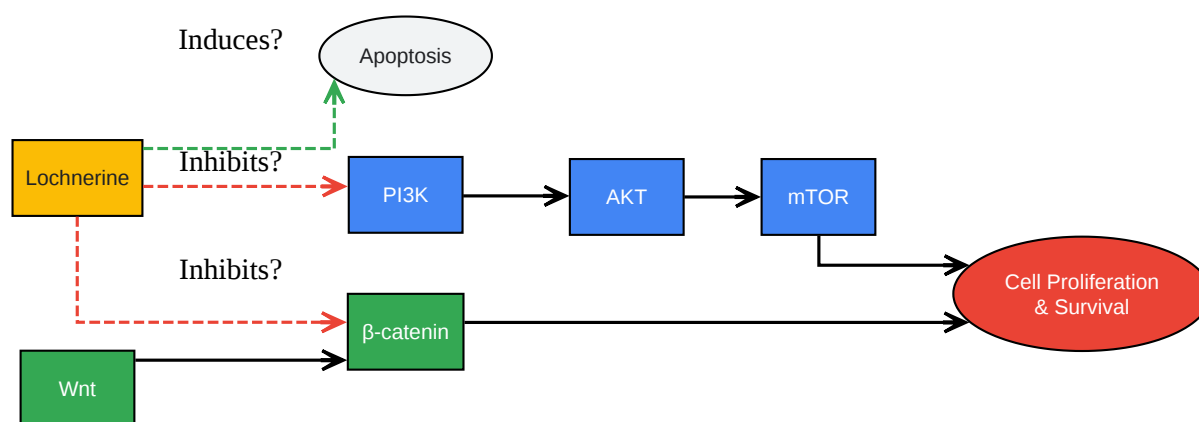 Induces?
Apoptosis
Inhibits?
Lochnerine
PI3K
AKT
mTOR
Inhibits?
Cell Proliferation
& Survival
β-catenin
Wnt